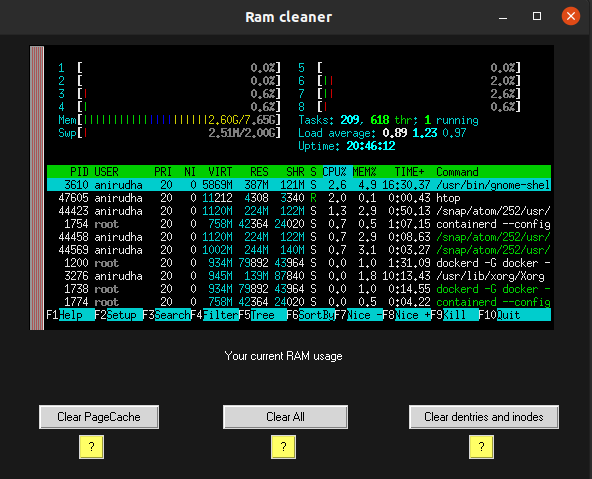 Ram cleaner
1 [ 0.0%] 5 [ 0.0%]
2 [ 0.0%] 6 [|| 2.0%]
3 [| 0.6%] 7 [|| 2.6%]
4 [| 0.6%] 8 [|| 2.6%]
Mem[||||||||||||||||||||||2.60G/7.65G] Tasks: 209, 618 thr; 1 running
Swp[| 2.51M/2.00G] Load average: 0.89 1.23 0.97
Uptime: 20:46:12
PID USER PRI NI VIRT RES SHR S CPU% MEM% TIME+ Command
3610 anirudha 20 0 5869M 387M 121M S 2.6 4.9 16:30.37 /usr/bin/gnome-shel
47605 anirudha 20 0 11212 4308 3340 R 2.0 0.1 0:00.43 htop
44423 anirudha 20 0 1120M 224M 122M S 1.3 2.9 0:50.13 /snap/atom/252/usr/
1754 root 20 0 758M 42364 24020 S 0.7 0.5 1:07.15 containerd --config
44458 anirudha 20 0 1120M 224M 122M S 0.7 2.9 0:08.63 /snap/atom/252/usr/
44569 anirudha 20 0 1002M 244M 140M S 0.7 3.1 0:03.27 /snap/atom/252/usr/
1200 root 20 0 934M 79892 43964 S 0.0 1.0 1:31.09 dockerd -G docker -
3276 anirudha 20 0 945M 139M 87840 S 0.0 1.8 10:13.43 /usr/lib/xorg/Xorg
1738 root 20 0 934M 79892 43964 S 0.0 1.0 0:14.55 dockerd -G docker -
1774 root 20 0 758M 42364 24020 S 0.0 0.5 0:04.22 containerd --config
F1Help F2Setup F3SearchF4FilterF5Tree F6SortByF7Nice -F8Nice +F9Kill F10Quit
Your current RAM usage
Clear PageCache Clear All Clear dentries and inodes
? ? ?